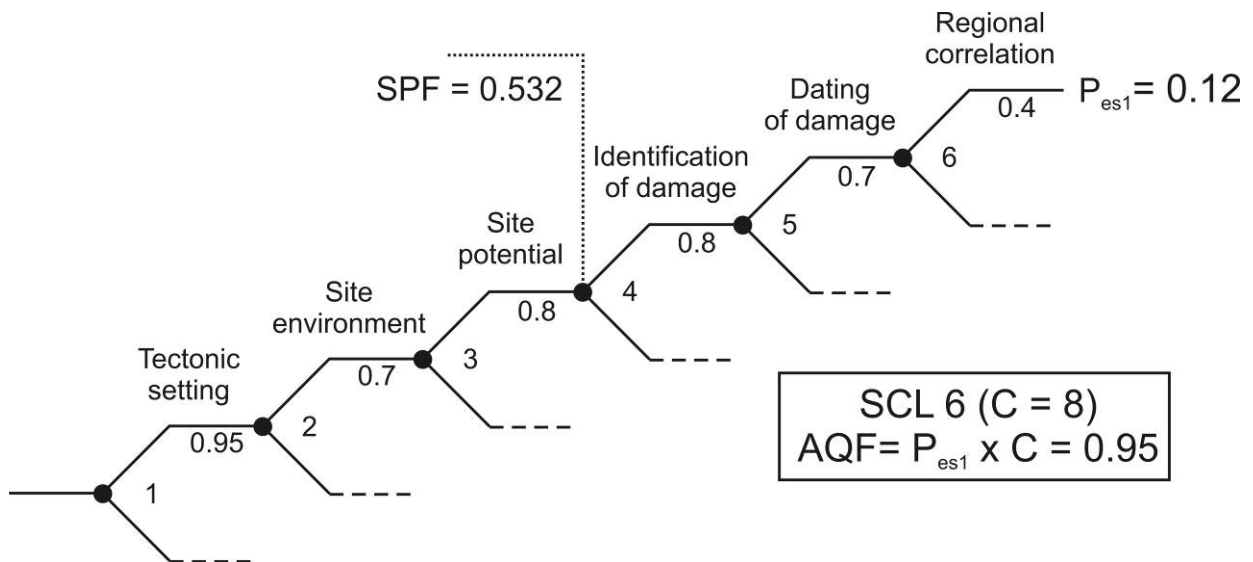 Regional
correlation
SPF = 0.532
Dating
of damage
0.4
P_es1 = 0.12
Identification
of damage
0.7
6
Site
potential
0.8
5
Site
environment
0.8
4
Tectonic
setting
0.7
3
0.95
2
1
SCL 6 (C = 8)
AQF= P_es1 x C = 0.95